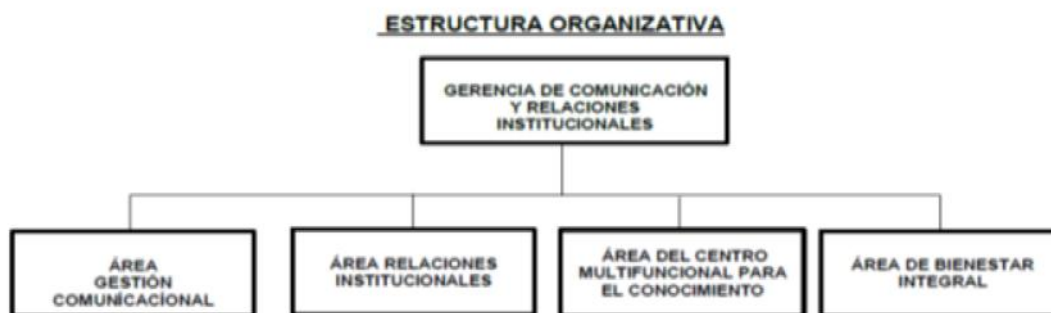 ESTRUCTURA ORGANIZATIVA
GERENCIA DE COMUNICACIÓN
Y RELACIONES
INSTITUCIONALES
ÁREA
GESTIÓN
COMUNICACIONAL
ÁREA RELACIONES
INSTITUCIONALES
ÁREA DEL CENTRO
MULTIFUNCIONAL PARA
EL CONOCIMIENTO
ÁREA DE BIENESTAR
INTEGRAL